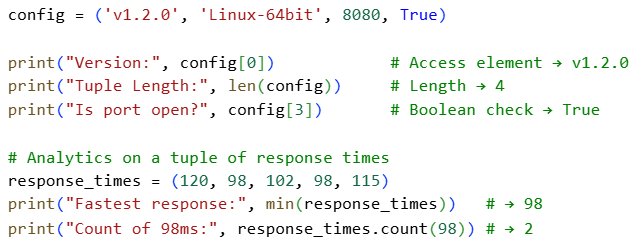 config = ('v1.2.0', 'Linux-64bit', 8080, True)
print("Version:", config[0]) # Access element → v1.2.0
print("Tuple Length:", len(config)) # Length → 4
print("Is port open?", config[3]) # Boolean check → True
# Analytics on a tuple of response times
response_times = (120, 98, 102, 98, 115)
print("Fastest response:", min(response_times)) # → 98
print("Count of 98ms:", response_times.count(98)) # → 2